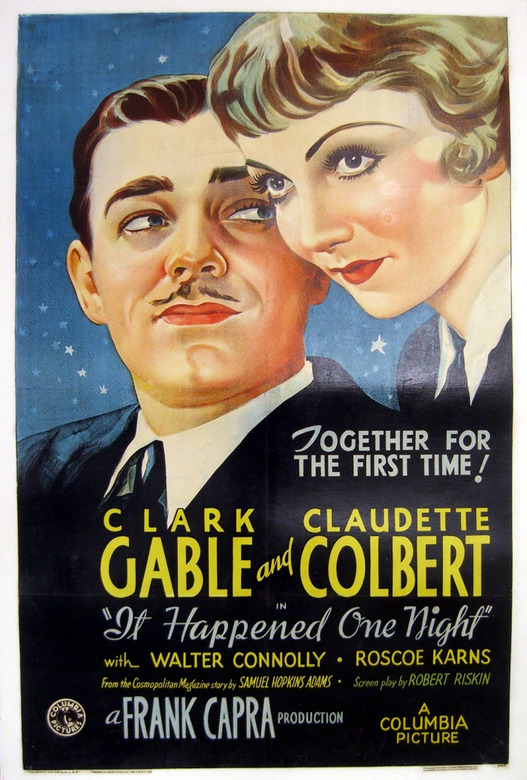 TOGETHER FOR
THE FIRST TIME!
CLARK CLAUDETTE
GABLE and COLBERT
IN
"It Happened One Night"
with WALTER CONNOLLY • ROSCOE KARNS
From the Cosmopolitan Magazine story by SAMUEL HOPKINS ADAMS • Screen play by ROBERT RISKIN
a FRANK CAPRA PRODUCTION
A
COLUMBIA
PICTURE
COLUMBIA
PICTURES